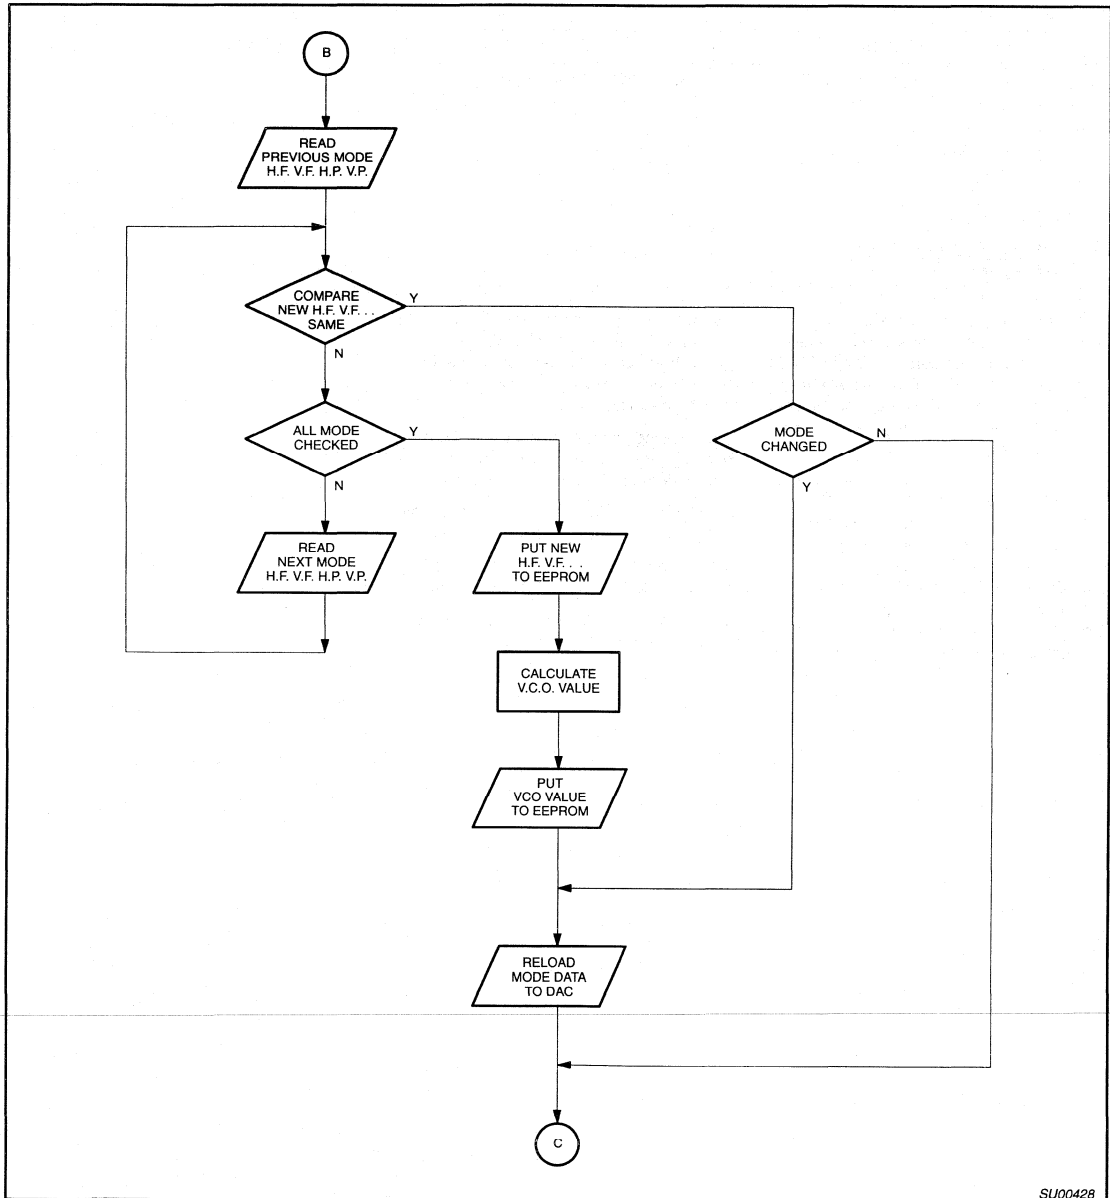 B
READ
PREVIOUS MODE
H.F. V.F. H.P. V.P.
COMPARE
NEW H.F. V.F. . .
SAME
Y
N
ALL MODE
CHECKED
Y
N
MODE
CHANGED
N
Y
READ
NEXT MODE
H.F. V.F. H.P. V.P.
PUT NEW
H.F. V.F. . .
TO EEPROM
CALCULATE
V.C.O. VALUE
PUT
VCO VALUE
TO EEPROM
RELOAD
MODE DATA
TO DAC
C
SU00428